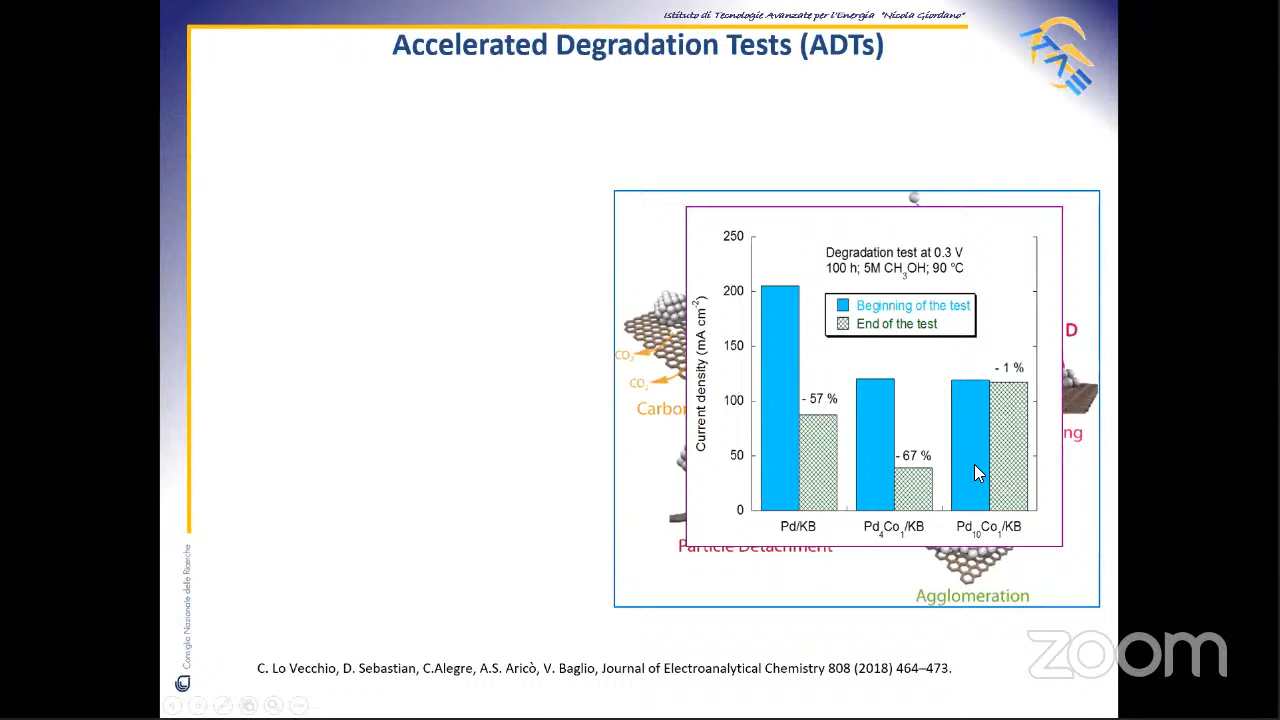 Istituto di Tecnologie Avanzate per l'Energia "Nicola Giordano"
Accelerated Degradation Tests (ADTs)
ITAE
250
200
150
100
50
0
Current density (mA cm-2)
Degradation test at 0.3 V
100 h; 5M CH3OH; 90 °C
Beginning of the test
End of the test
- 57 %
- 67 %
- 1 %
Pd/KB
Pd4Co1/KB
Pd10Co1/KB
CO2
CO2
D
Particle Detachment
Agglomeration
Consiglio Nazionale delle Ricerche
C. Lo Vecchio, D. Sebastian, C.Alegre, A.S. Aricò, V. Baglio, Journal of Electroanalytical Chemistry 808 (2018) 464–473.
zoom